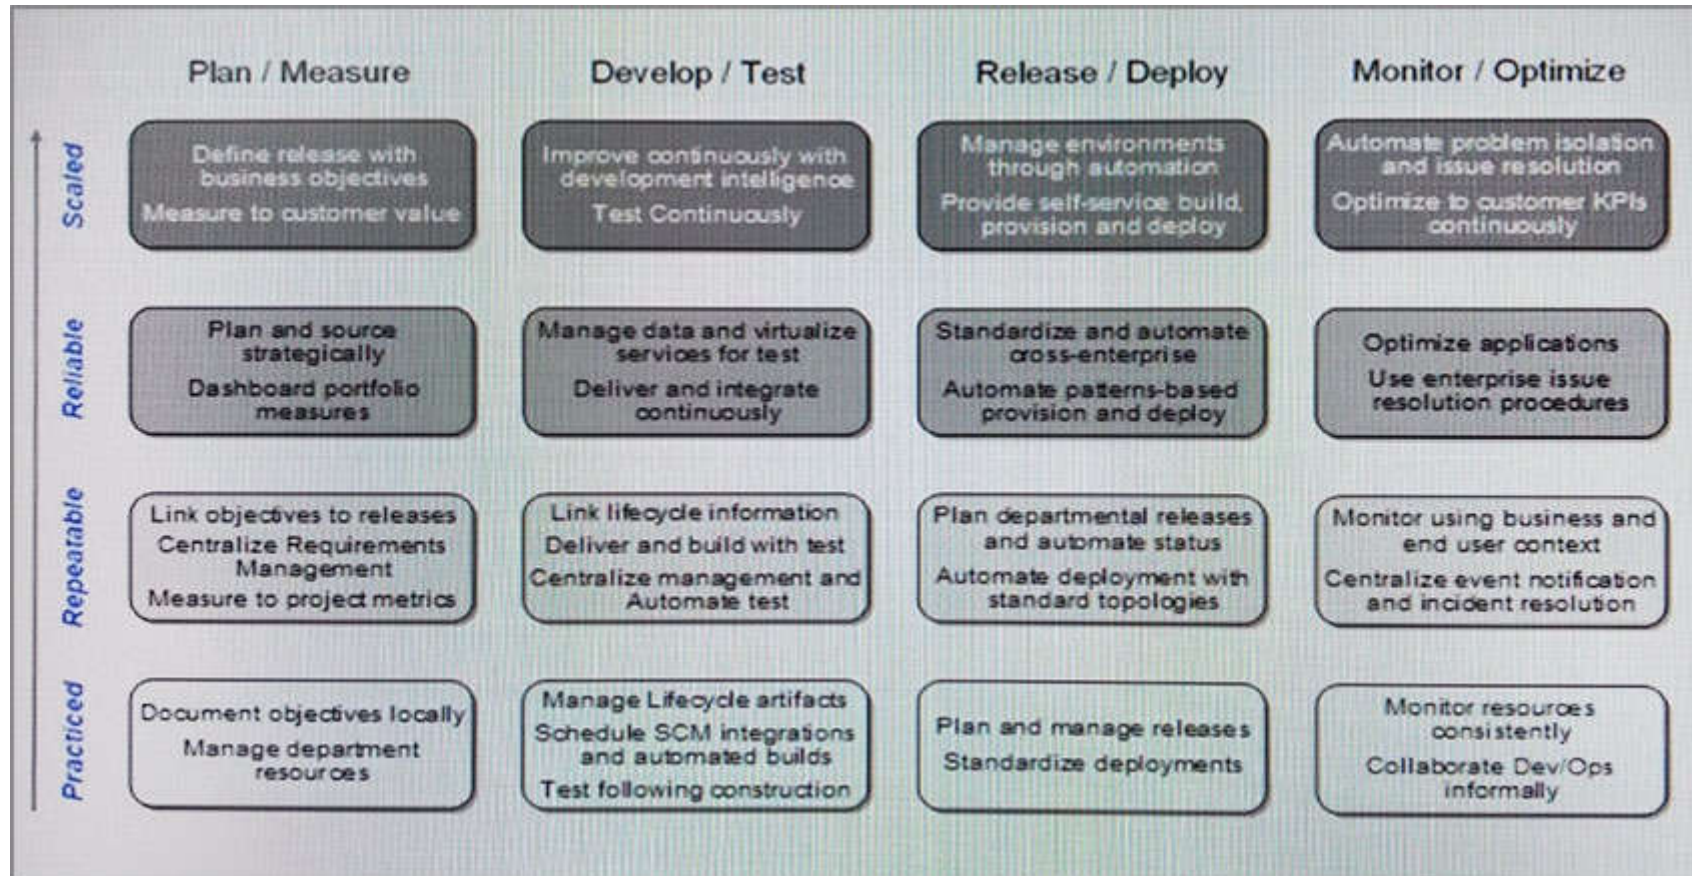 Plan / Measure
Develop / Test
Release / Deploy
Monitor / Optimize
Scaled
Define release with
business objectives
Measure to customer value
Improve continuously with
development intelligence
Test Continuously
Manage environments
through automation
Provide self-service build,
provision and deploy
Automate problem isolation
and issue resolution
Optimize to customer KPIs
continuously
Reliable
Plan and source
strategically
Dashboard portfolio
measures
Manage data and virtualize
services for test
Deliver and integrate
continuously
Standardize and automate
cross-enterprise
Automate patterns-based
provision and deploy
Optimize applications
Use enterprise issue
resolution procedures
Repeatable
Link objectives to releases
Centralize Requirements
Management
Measure to project metrics
Link lifecycle information
Deliver and build with test
Centralize management and
Automate test
Plan departmental releases
and automate status
Automate deployment with
standard topologies
Monitor using business and
end user context
Centralize event notification
and incident resolution
Practiced
Document objectives locally
Manage department
resources
Manage Lifecycle artifacts
Schedule SCM integrations
and automated builds
Test following construction
Plan and manage releases
Standardize deployments
Monitor resources
consistently
Collaborate Dev/Ops
informally